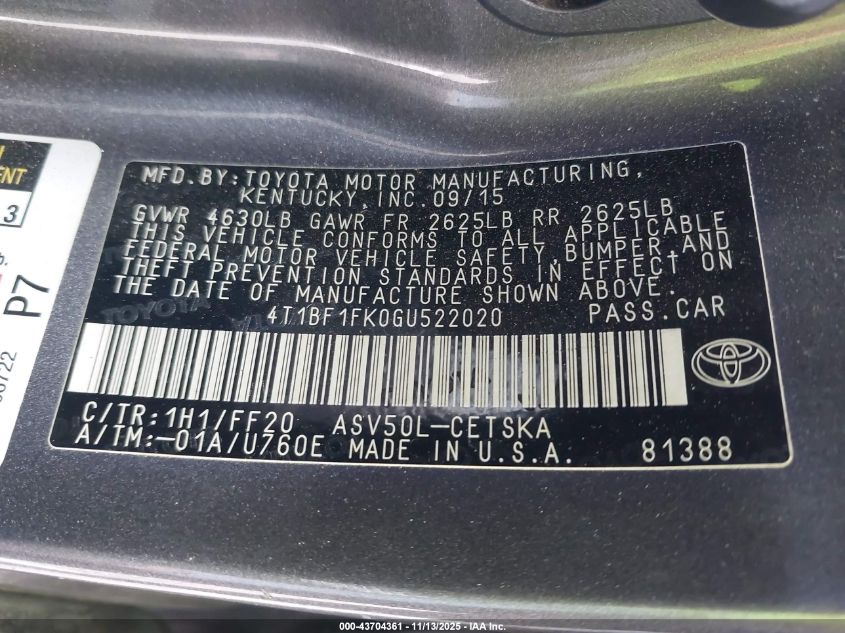 MFD. BY: TOYOTA MOTOR MANUFACTURING,
KENTUCKY, INC. 09/15
GVWR 4630LB GAWR FR 2625LB RR 2625LB
THIS VEHICLE CONFORMS TO ALL APPLICABLE
FEDERAL MOTOR VEHICLE SAFETY, BUMPER, AND
THEFT PREVENTION STANDARDS IN EFFECT ON
THE DATE OF MANUFACTURE SHOWN ABOVE.
4T1BF1FK0GU522020 PASS.CAR
C/TR: 1H1/FF20 ASV50L-CETSKA
A/TM:-01A/U760E MADE IN U.S.A. 81388
3
P7
000-43704361 | 11/13/2025 | IAA Inc.